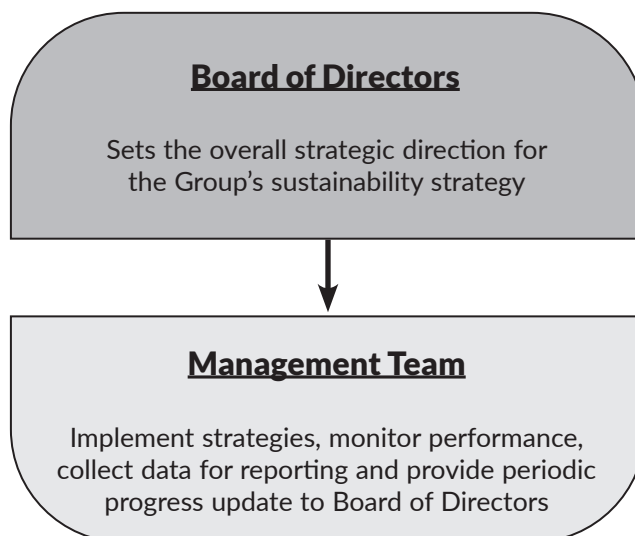 Board of Directors
Sets the overall strategic direction for
the Group’s sustainability strategy
Management Team
Implement strategies, monitor performance,
collect data for reporting and provide periodic
progress update to Board of Directors